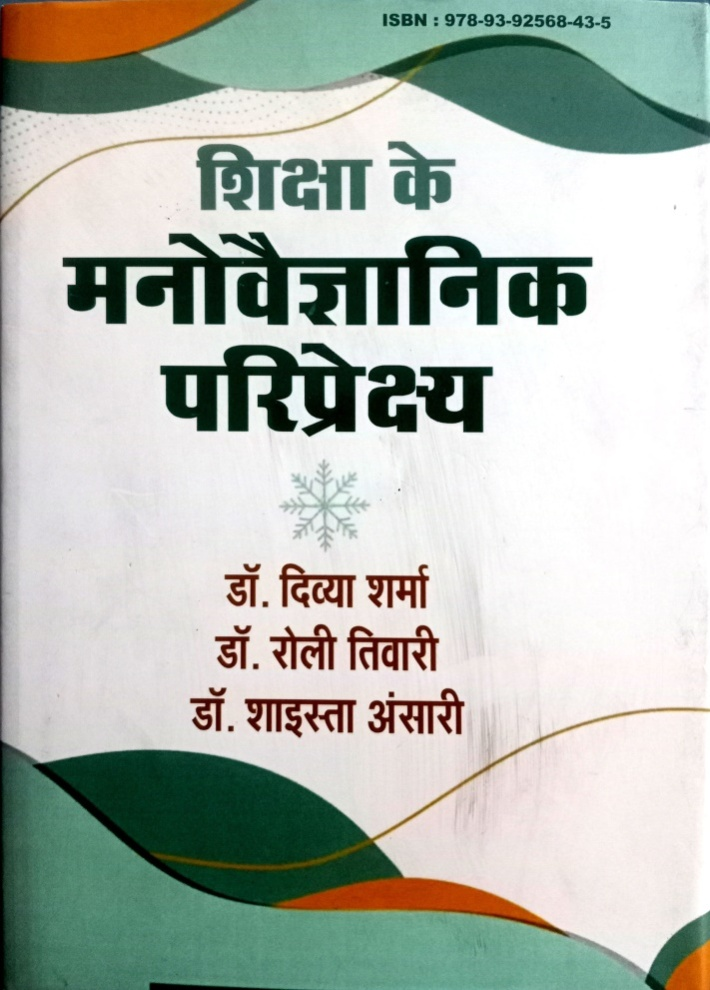 ISBN : 978-93-92568-43-5
शिक्षा के
मनोवैज्ञानिक
परिप्रेक्ष्य
डॉ. दिव्या शर्मा
डॉ. रोली तिवारी
डॉ. शाइस्ता अंसारी